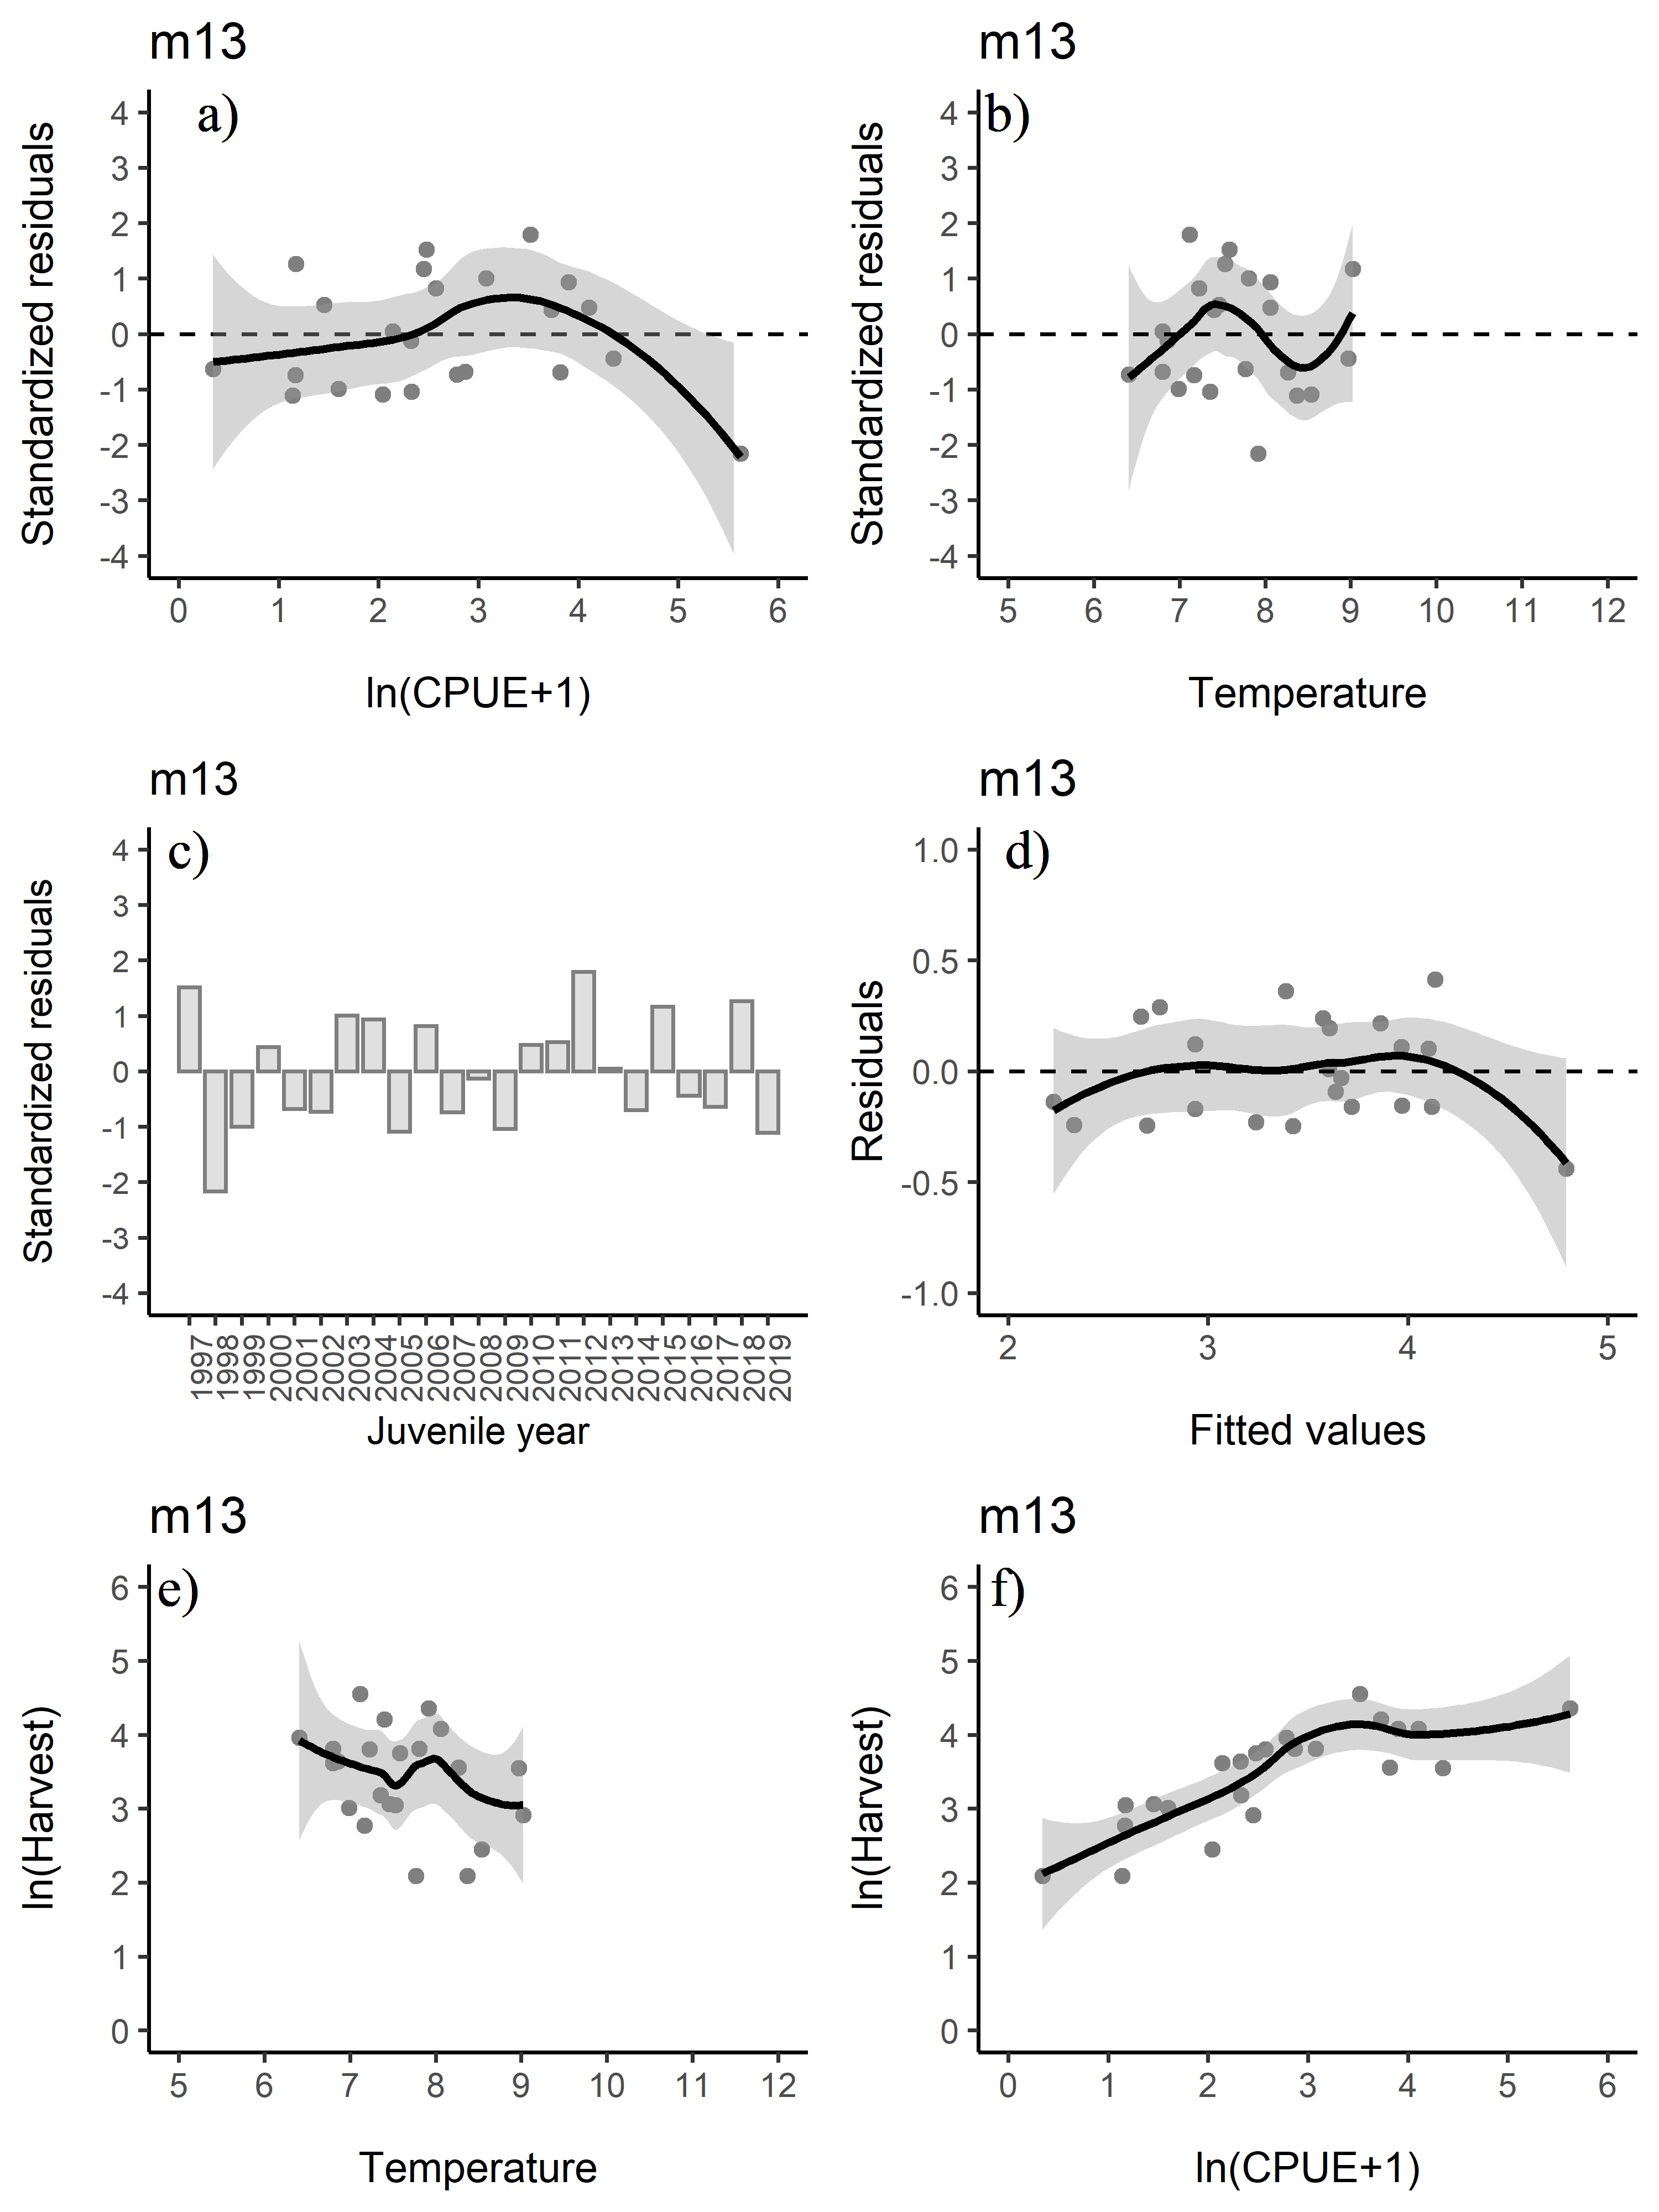 m13
a)
Standardized residuals
4
3
2
1
0
-1
-2
-3
-4
0 1 2 3 4 5 6
ln(CPUE+1)
m13
b)
Standardized residuals
4
3
2
1
0
-1
-2
-3
-4
5 6 7 8 9 10 11 12
Temperature
m13
c)
Standardized residuals
4
3
2
1
0
-1
-2
-3
-4
1997 1998 1999 2000 2001 2002 2003 2004 2005 2006 2007 2008 2009 2010 2011 2012 2013 2014 2015 2016 2017 2018 2019
Juvenile year
m13
d)
Residuals
1.0
0.5
0.0
-0.5
-1.0
2 3 4 5
Fitted values
m13
e)
ln(Harvest)
6
5
4
3
2
1
0
5 6 7 8 9 10 11 12
Temperature
m13
f)
ln(Harvest)
6
5
4
3
2
1
0
0 1 2 3 4 5 6
ln(CPUE+1)